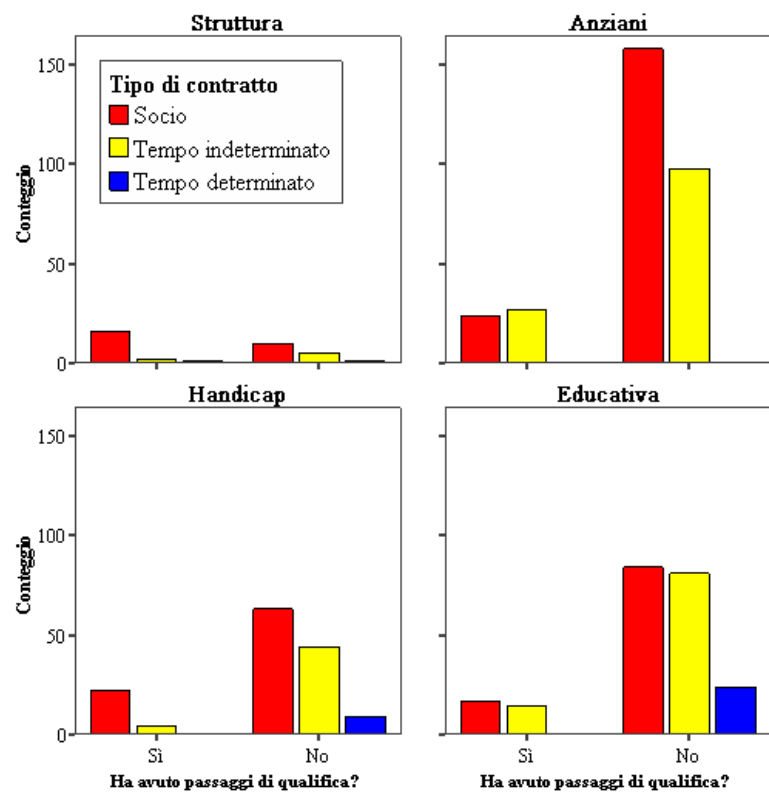 Struttura
Anziani
150
100
50
0
Conteggio
Tipo di contratto
Socio
Tempo indeterminato
Tempo determinato
Handicap
Educativa
150
100
50
0
Conteggio
Sì
No
Sì
No
Ha avuto passaggi di qualifica?
Ha avuto passaggi di qualifica?